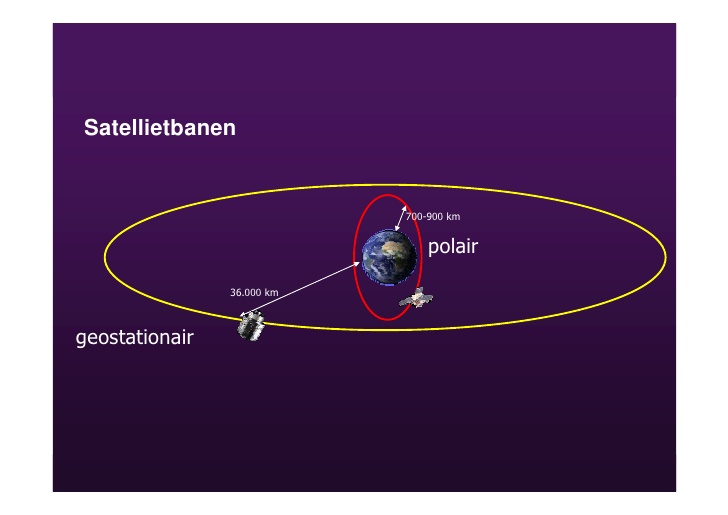 Satellietbanen
700-900 km
polair
36.000 km
geostationair